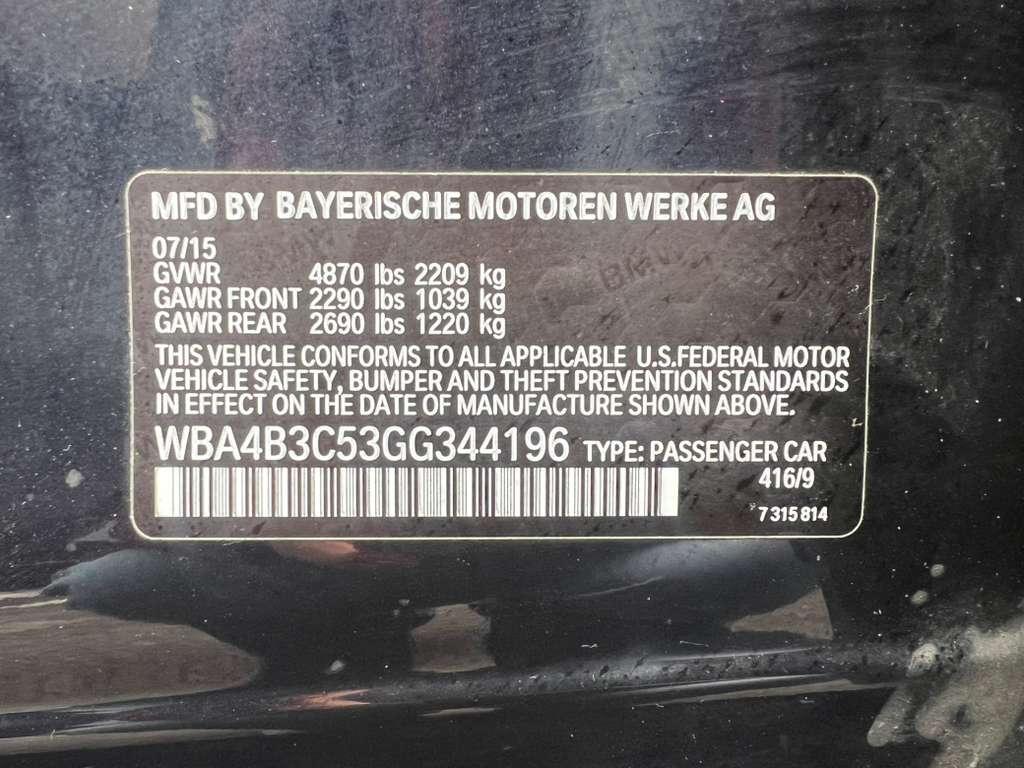 MFD BY BAYERISCHE MOTOREN WERKE AG
07/15
GVWR 4870 lbs 2209 kg
GAWR FRONT 2290 lbs 1039 kg
GAWR REAR 2690 lbs 1220 kg
BMW
THIS VEHICLE CONFORMS TO ALL APPLICABLE U.S.FEDERAL MOTOR
VEHICLE SAFETY, BUMPER AND THEFT PREVENTION STANDARDS
IN EFFECT ON THE DATE OF MANUFACTURE SHOWN ABOVE.
WBA4B3C53GG344196 TYPE: PASSENGER CAR
416/9
7 315 814